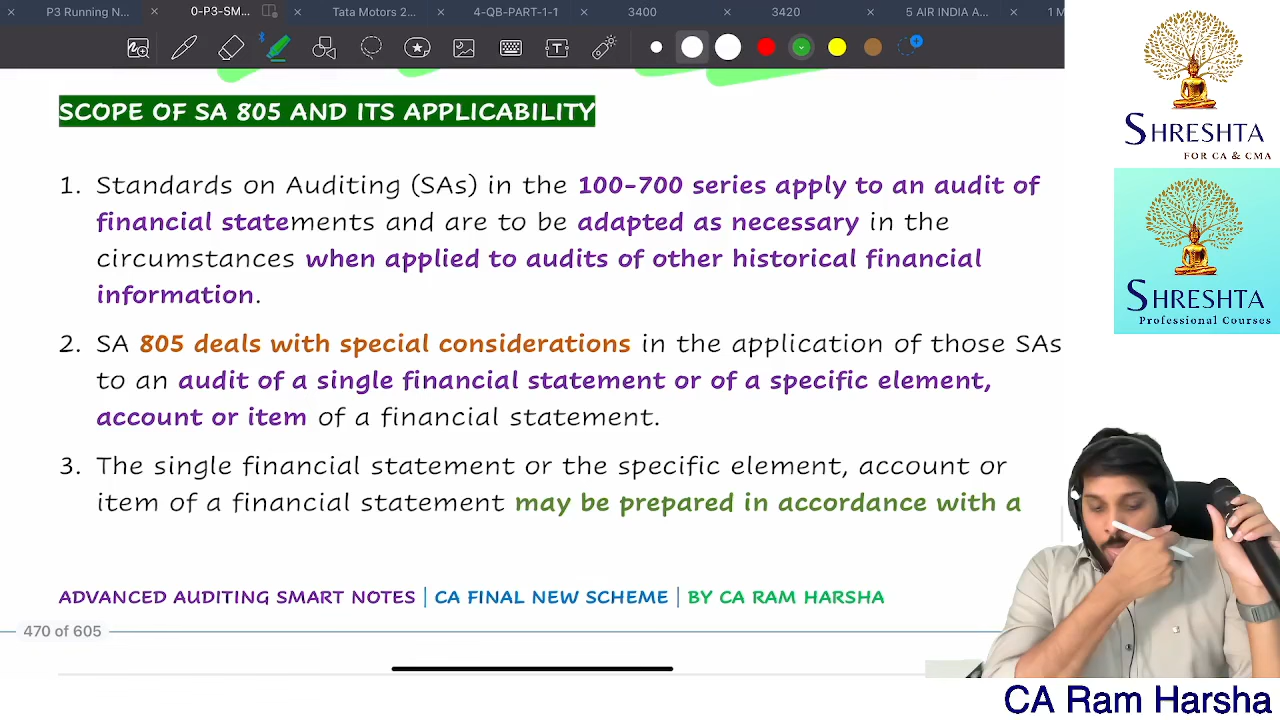 P3 Running N...
0-P3-SM...
Tata Motors 2...
4-QB-PART-1-1
3400
3420
5 AIR INDIA A...
1 M
SCOPE OF SA 805 AND ITS APPLICABILITY
1. Standards on Auditing (SAs) in the 100-700 series apply to an audit of
financial statements and are to be adapted as necessary in the
circumstances when applied to audits of other historical financial
information.
2. SA 805 deals with special considerations in the application of those SAs
to an audit of a single financial statement or of a specific element,
account or item of a financial statement.
3. The single financial statement or the specific element, account or
item of a financial statement may be prepared in accordance with a
ADVANCED AUDITING SMART NOTES | CA FINAL NEW SCHEME | BY CA RAM HARSHA
470 of 605
SHRESHTA
FOR CA & CMA
SHRESHTA
Professional Courses
CA Ram Harsha